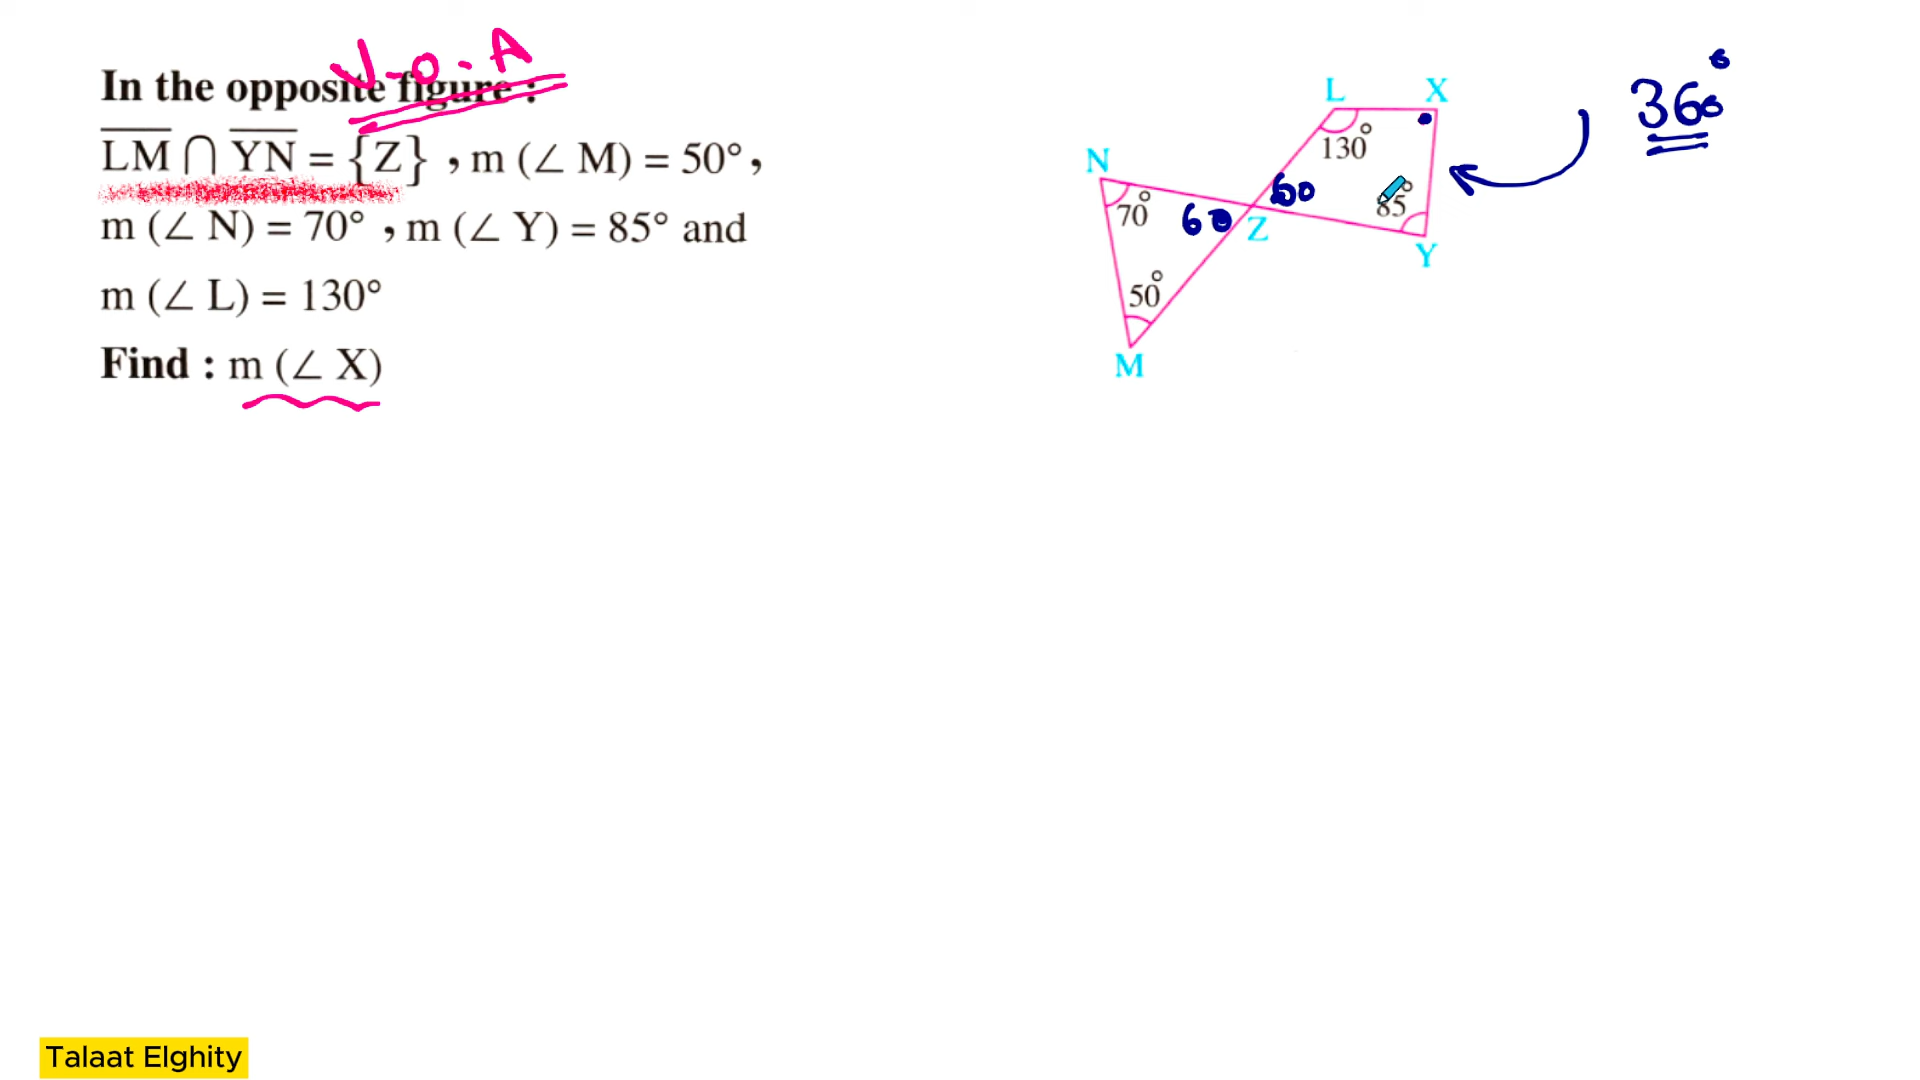 V-O-A
In the opposite figure :
LM ∩ YN = {Z} , m (∠ M) = 50° ,
m (∠ N) = 70° , m (∠ Y) = 85° and
m (∠ L) = 130°
Find : m (∠ X)
360°
L X
130°
N
60
85°
70°
60
Z
Y
50°
M
Talaat Elghity